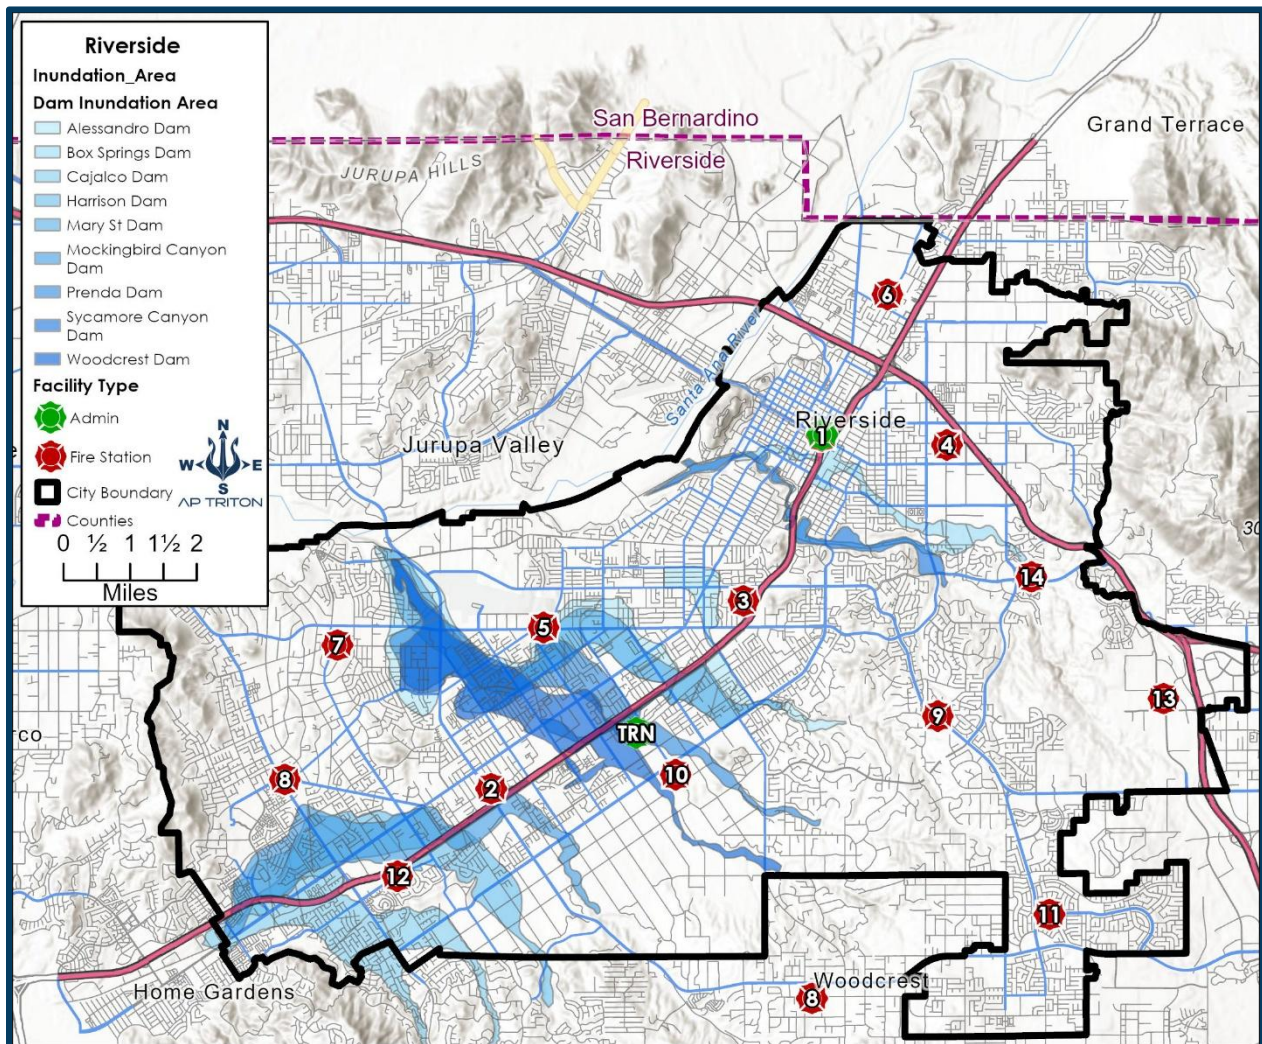 Riverside
Inundation_Area
Dam Inundation Area
Alessandro Dam
Box Springs Dam
Cajalco Dam
Harrison Dam
Mary St Dam
Mockingbird Canyon
Dam
Prenda Dam
Sycamore Canyon
Dam
Woodcrest Dam
Facility Type
Admin
Fire Station
City Boundary
Counties
N
W E
S
AP TRITON
0 ½ 1 1½ 2
Miles
San Bernardino
Riverside
Grand Terrace
JURUPA HILLS
6
Santa Ana River
Riverside
1
4
Jurupa Valley
30
14
3
5
7
13
9
rco
TRN
10
8
2
12
11
Woodcrest
8
Home Gardens